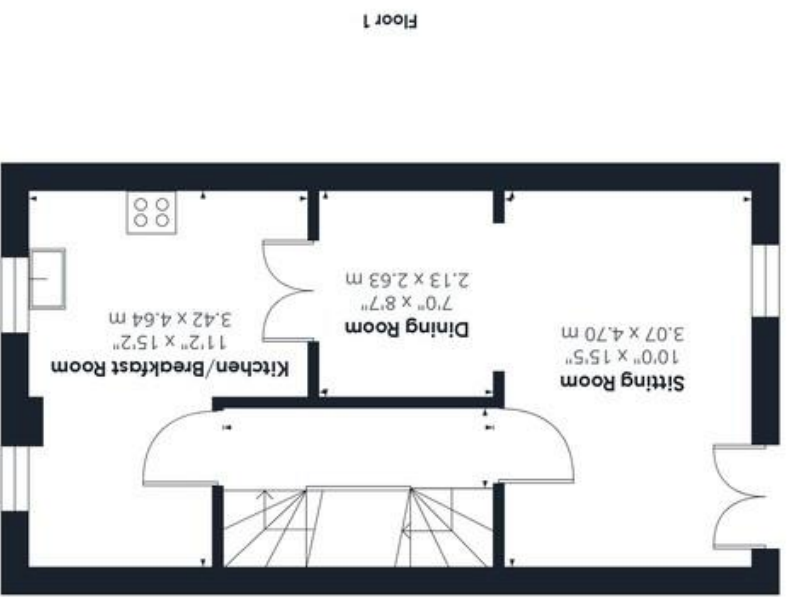 Sitting Room
10'0" x 15'5"
3.07 x 4.70 m
Dining Room
7'0" x 8'7"
2.13 x 2.63 m
Kitchen/Breakfast Room
11'2" x 15'2"
3.42 x 4.64 m
Floor 1